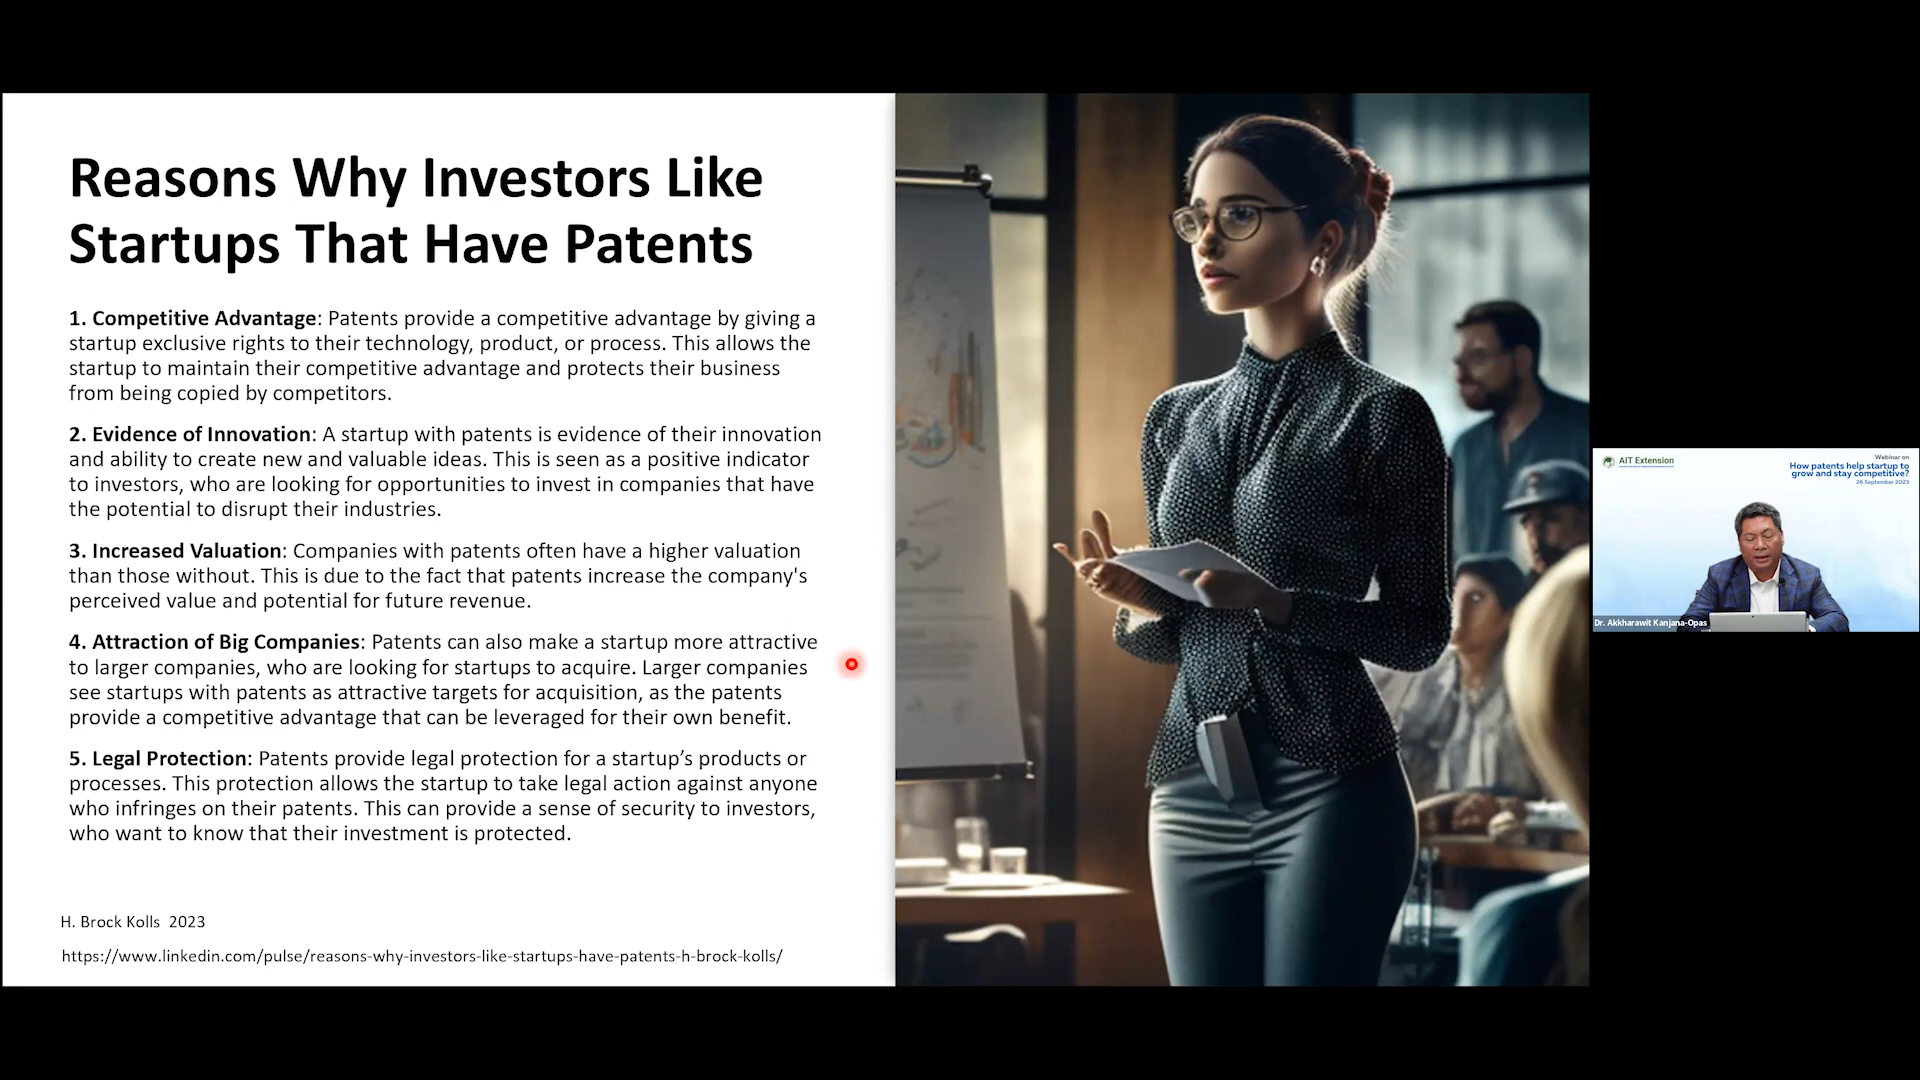 Reasons Why Investors Like
Startups That Have Patents
1. Competitive Advantage: Patents provide a competitive advantage by giving a
startup exclusive rights to their technology, product, or process. This allows the
startup to maintain their competitive advantage and protects their business
from being copied by competitors.
2. Evidence of Innovation: A startup with patents is evidence of their innovation
and ability to create new and valuable ideas. This is seen as a positive indicator
to investors, who are looking for opportunities to invest in companies that have
the potential to disrupt their industries.
3. Increased Valuation: Companies with patents often have a higher valuation
than those without. This is due to the fact that patents increase the company's
perceived value and potential for future revenue.
4. Attraction of Big Companies: Patents can also make a startup more attractive
to larger companies, who are looking for startups to acquire. Larger companies
see startups with patents as attractive targets for acquisition, as the patents
provide a competitive advantage that can be leveraged for their own benefit.
5. Legal Protection: Patents provide legal protection for a startup’s products or
processes. This protection allows the startup to take legal action against anyone
who infringes on their patents. This can provide a sense of security to investors,
who want to know that their investment is protected.
H. Brock Kolls 2023
https://www.linkedin.com/pulse/reasons-why-investors-like-startups-have-patents-h-brock-kolls/
AIT Extension
Webinar on
How patents help startup to
grow and stay competitive?
26 September 2023
Dr. Akkharawit Kanjana-Opas